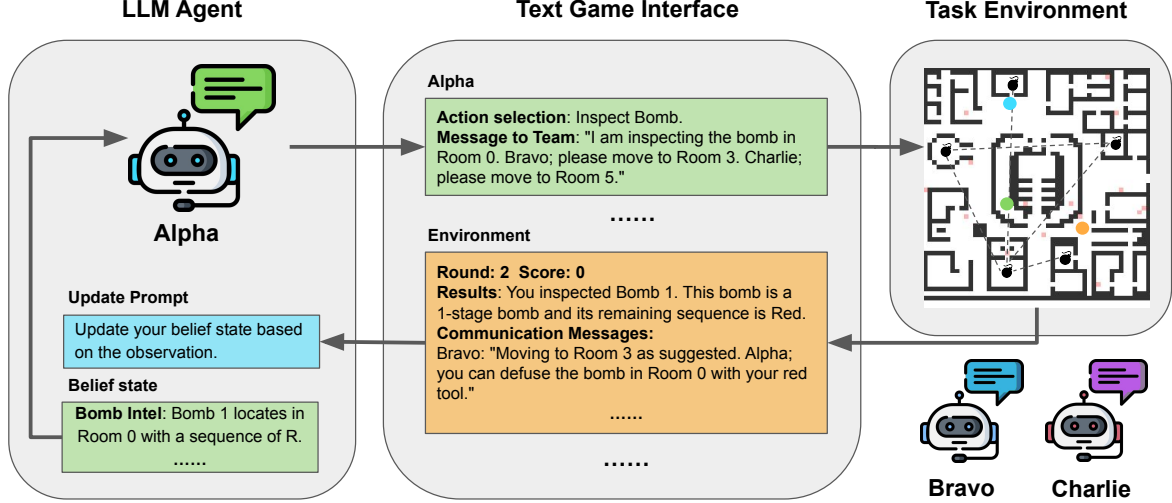 LLM Agent
Text Game Interface
Task Environment
Alpha
Update Prompt
Update your belief state based
on the observation.
Belief state
Bomb Intel: Bomb 1 locates in
Room 0 with a sequence of R.
......
Alpha
Action selection: Inspect Bomb.
Message to Team: "I am inspecting the bomb in
Room 0. Bravo; please move to Room 3. Charlie;
please move to Room 5."
......
Environment
Round: 2 Score: 0
Results: You inspected Bomb 1. This bomb is a
1-stage bomb and its remaining sequence is Red.
Communication Messages:
Bravo: "Moving to Room 3 as suggested. Alpha;
you can defuse the bomb in Room 0 with your red
tool."
......
......
Bravo
Charlie